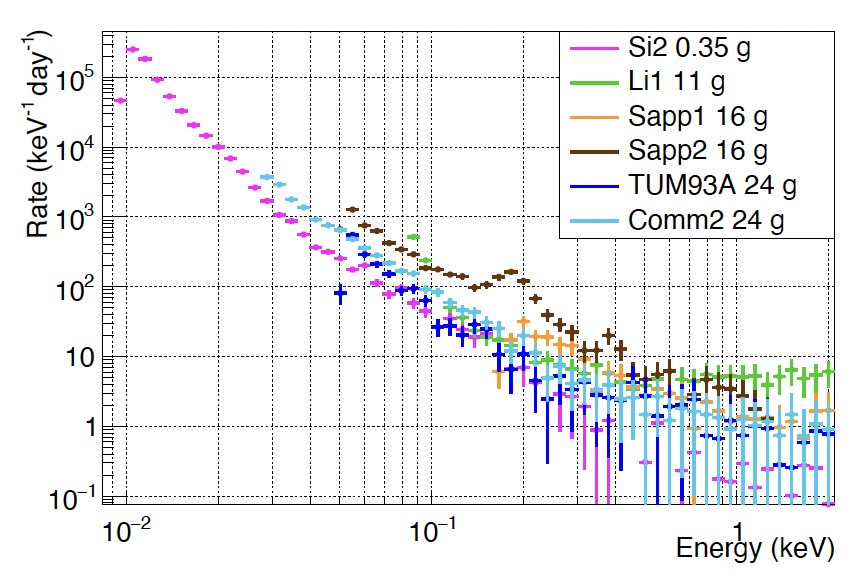 Rate (keV⁻¹ day⁻¹)
10⁵
10⁴
10³
10²
10
1
10⁻¹
10⁻²
10⁻¹
1
Energy (keV)
Si2 0.35 g
Li1 11 g
Sapp1 16 g
Sapp2 16 g
TUM93A 24 g
Comm2 24 g